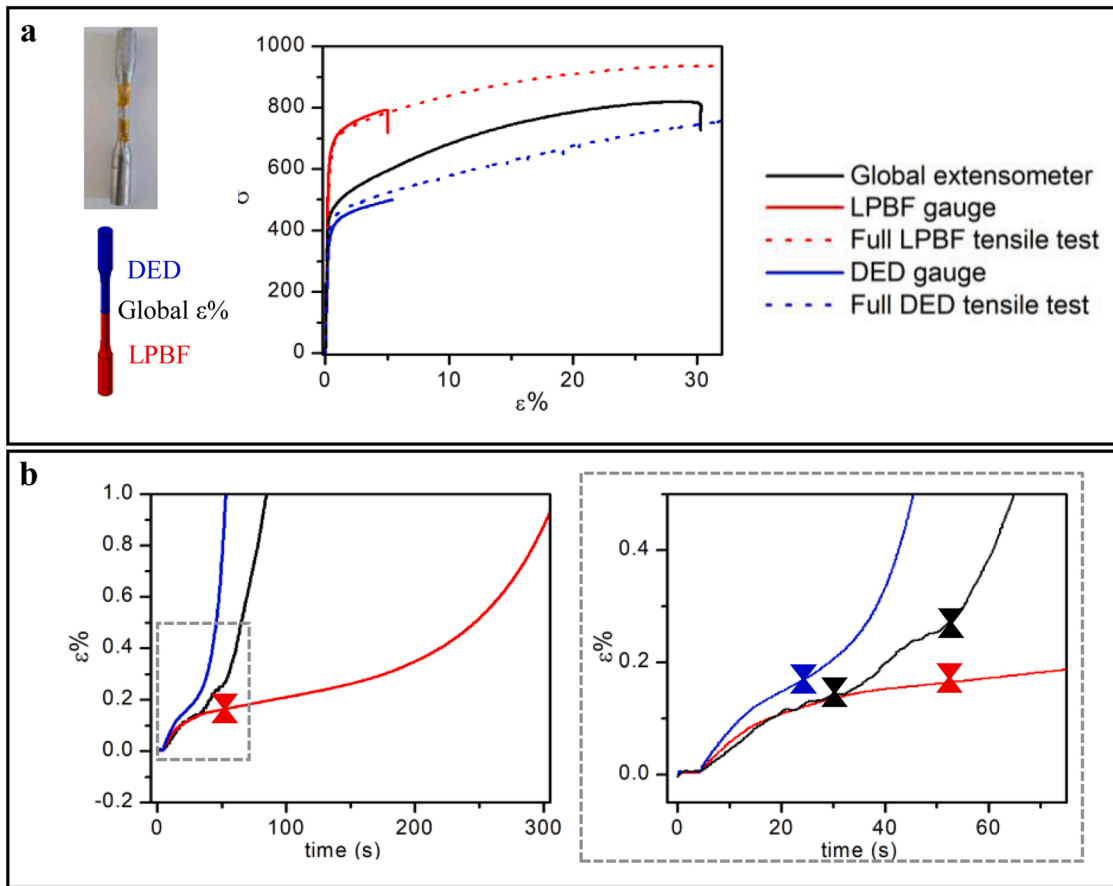 a
DED
Global ε%
LPBF
1000
800
600
400
200
0
0 10 20 30
ε%
Global extensometer
LPBF gauge
Full LPBF tensile test
DED gauge
Full DED tensile test
b
1.0
0.8
0.6
0.4
0.2
0.0
-0.2
ε%
0 100 200 300
time (s)
0.4
0.2
0.0
ε%
0 20 40 60
time (s)